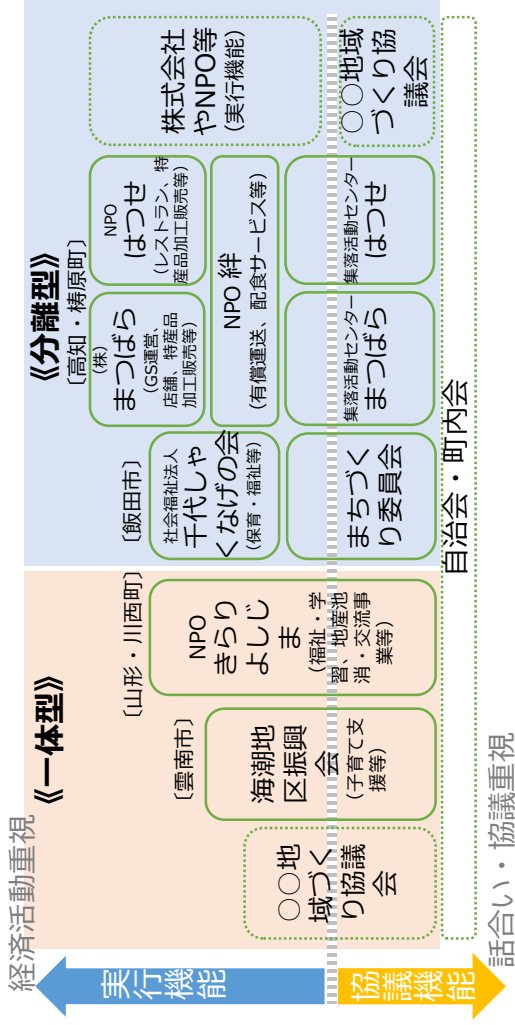 経済活動重視
実行機能
協議機能
話合い・協議重視
《一体型》
○○地
域づく
り協議
会
〔雲南市〕
海潮地
区振興
会
(子育て支
援等)
〔山形・川西町〕
NPO
きらり
よしじ
ま
(福祉・学
習、地産池
消・交流事
業等)
《分離型》
〔飯田市〕
社会福祉法人
千代しゃ
くなげの会
(保育・福祉等)
まちづく
り委員会
〔高知・梼原町〕
(株)
まつばら
(GS運営、
店舗、特産品
加工販売等)
NPO
はつせ
(レストラン、特
産品加工販売等)
NPO 絆
(有償運送、配食サービス等)
集落活動センター
まつばら
集落活動センター
はつせ
株式会社
やNPO等
(実行機能)
○○地域
づくり協
議会
自治会・町内会